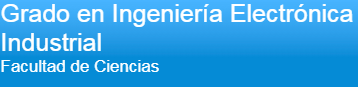 Grado en Ingeniería Electrónica
Industrial
Facultad de Ciencias